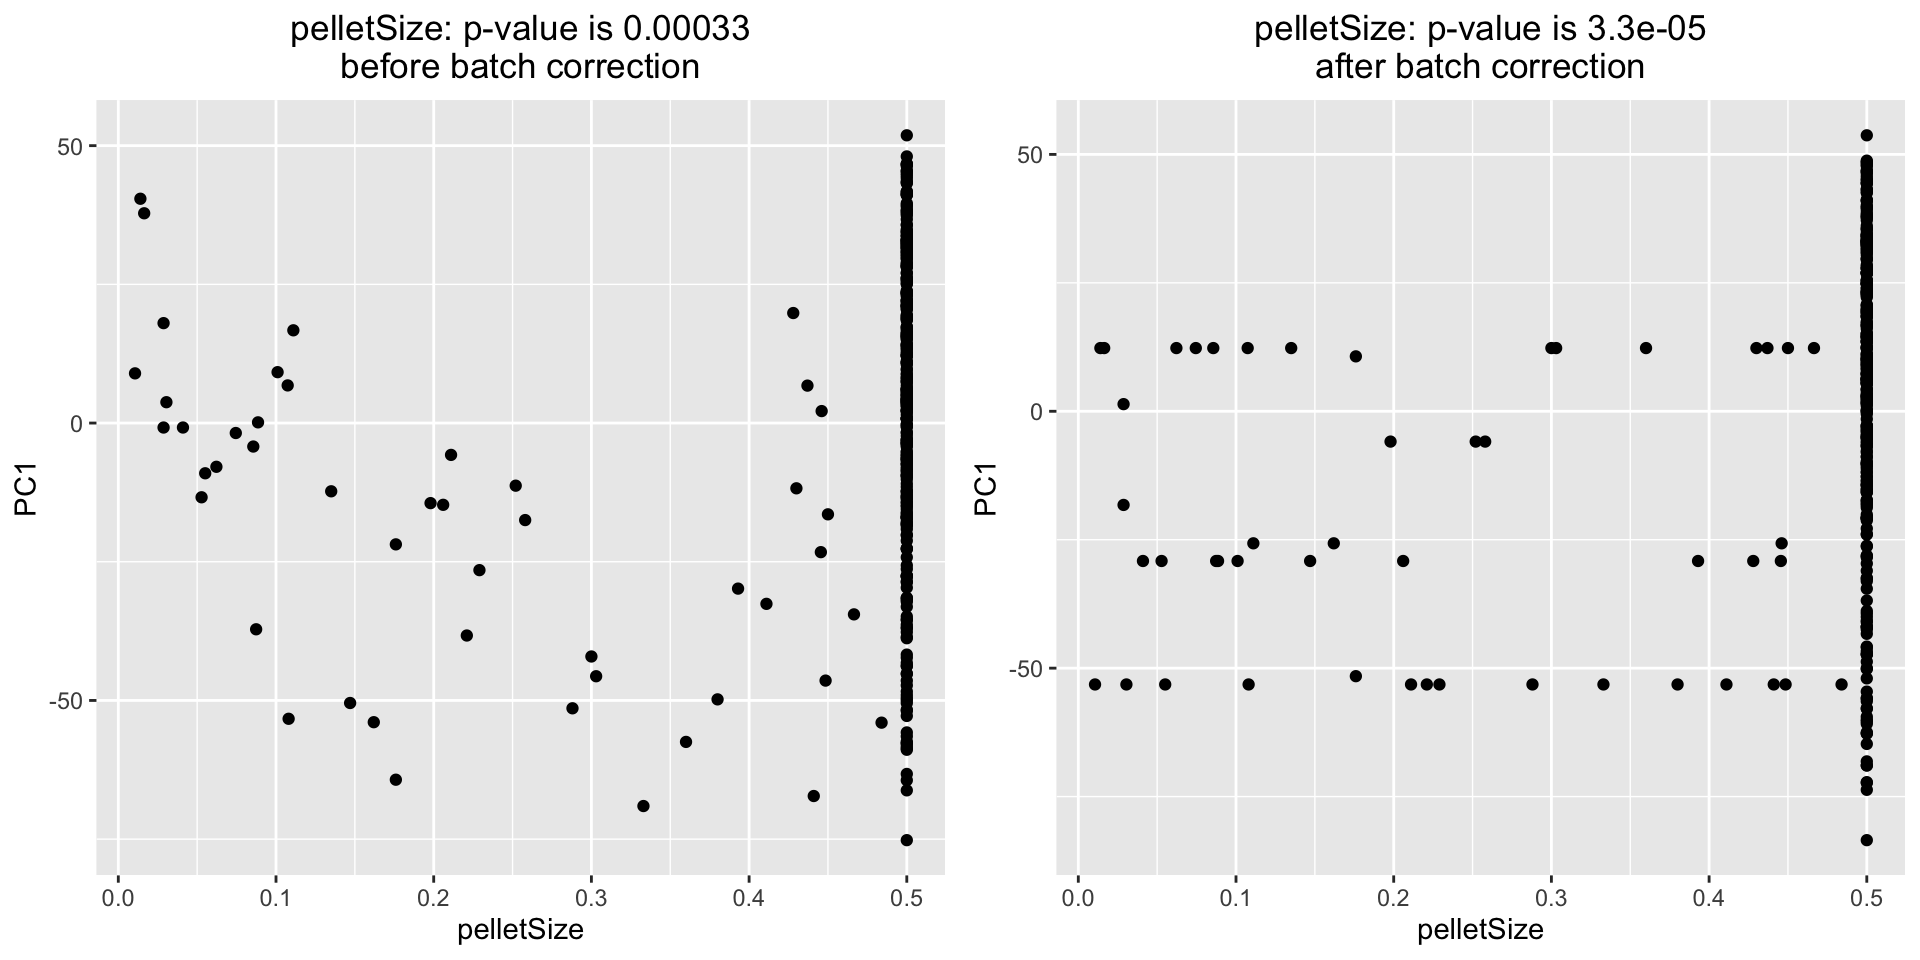 pelletSize: p-value is 0.00033
before batch correction
50
0
-50
PC1
0.0 0.1 0.2 0.3 0.4 0.5
pelletSize
pelletSize: p-value is 3.3e-05
after batch correction
50
0
-50
PC1
0.0 0.1 0.2 0.3 0.4 0.5
pelletSize